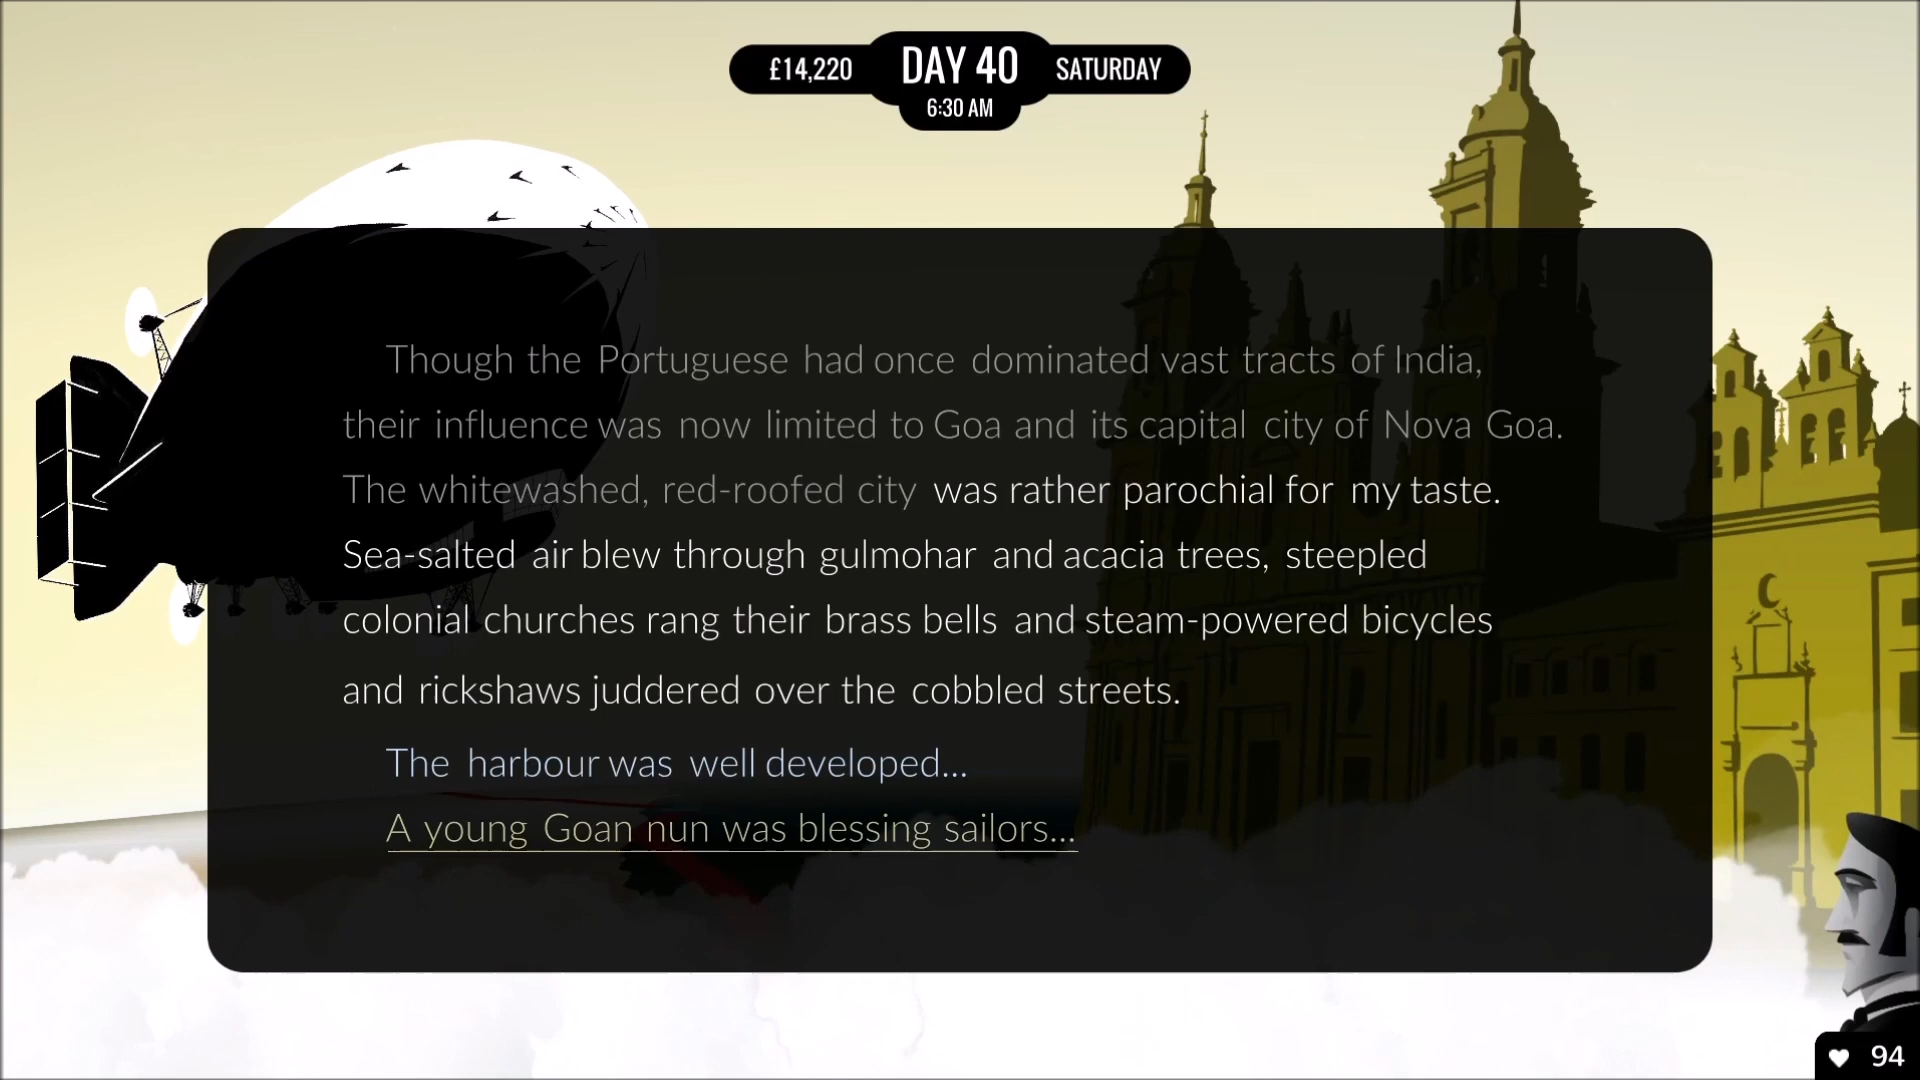 £14,220 DAY 40 SATURDAY
6:30 AM
Though the Portuguese had once dominated vast tracts of India,
their influence was now limited to Goa and its capital city of Nova Goa.
The whitewashed, red-roofed city was rather parochial for my taste.
Sea-salted air blew through gulmohar and acacia trees, steepled
colonial churches rang their brass bells and steam-powered bicycles
and rickshaws juddered over the cobbled streets.
The harbour was well developed...
A young Goan nun was blessing sailors...
94